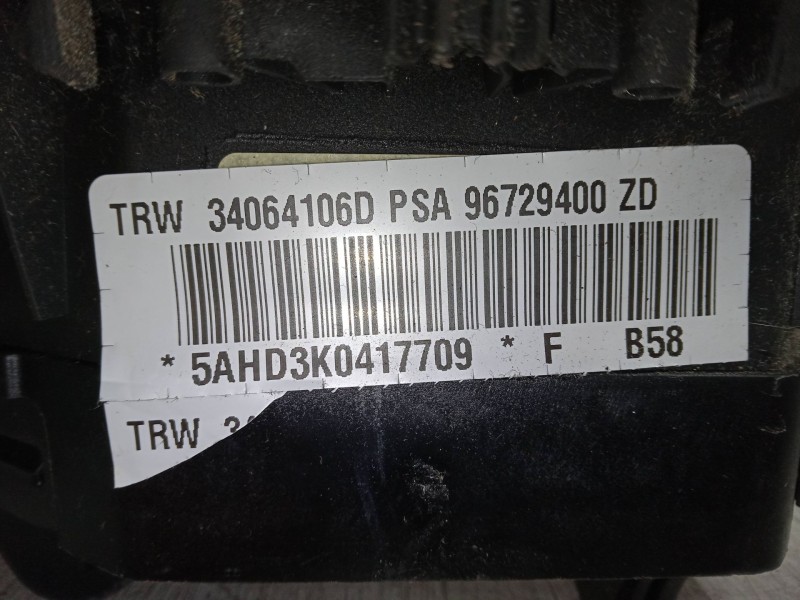 TRW 34064106D PSA 96729400 ZD
* 5AHD3K0417709 * F B58
TRW